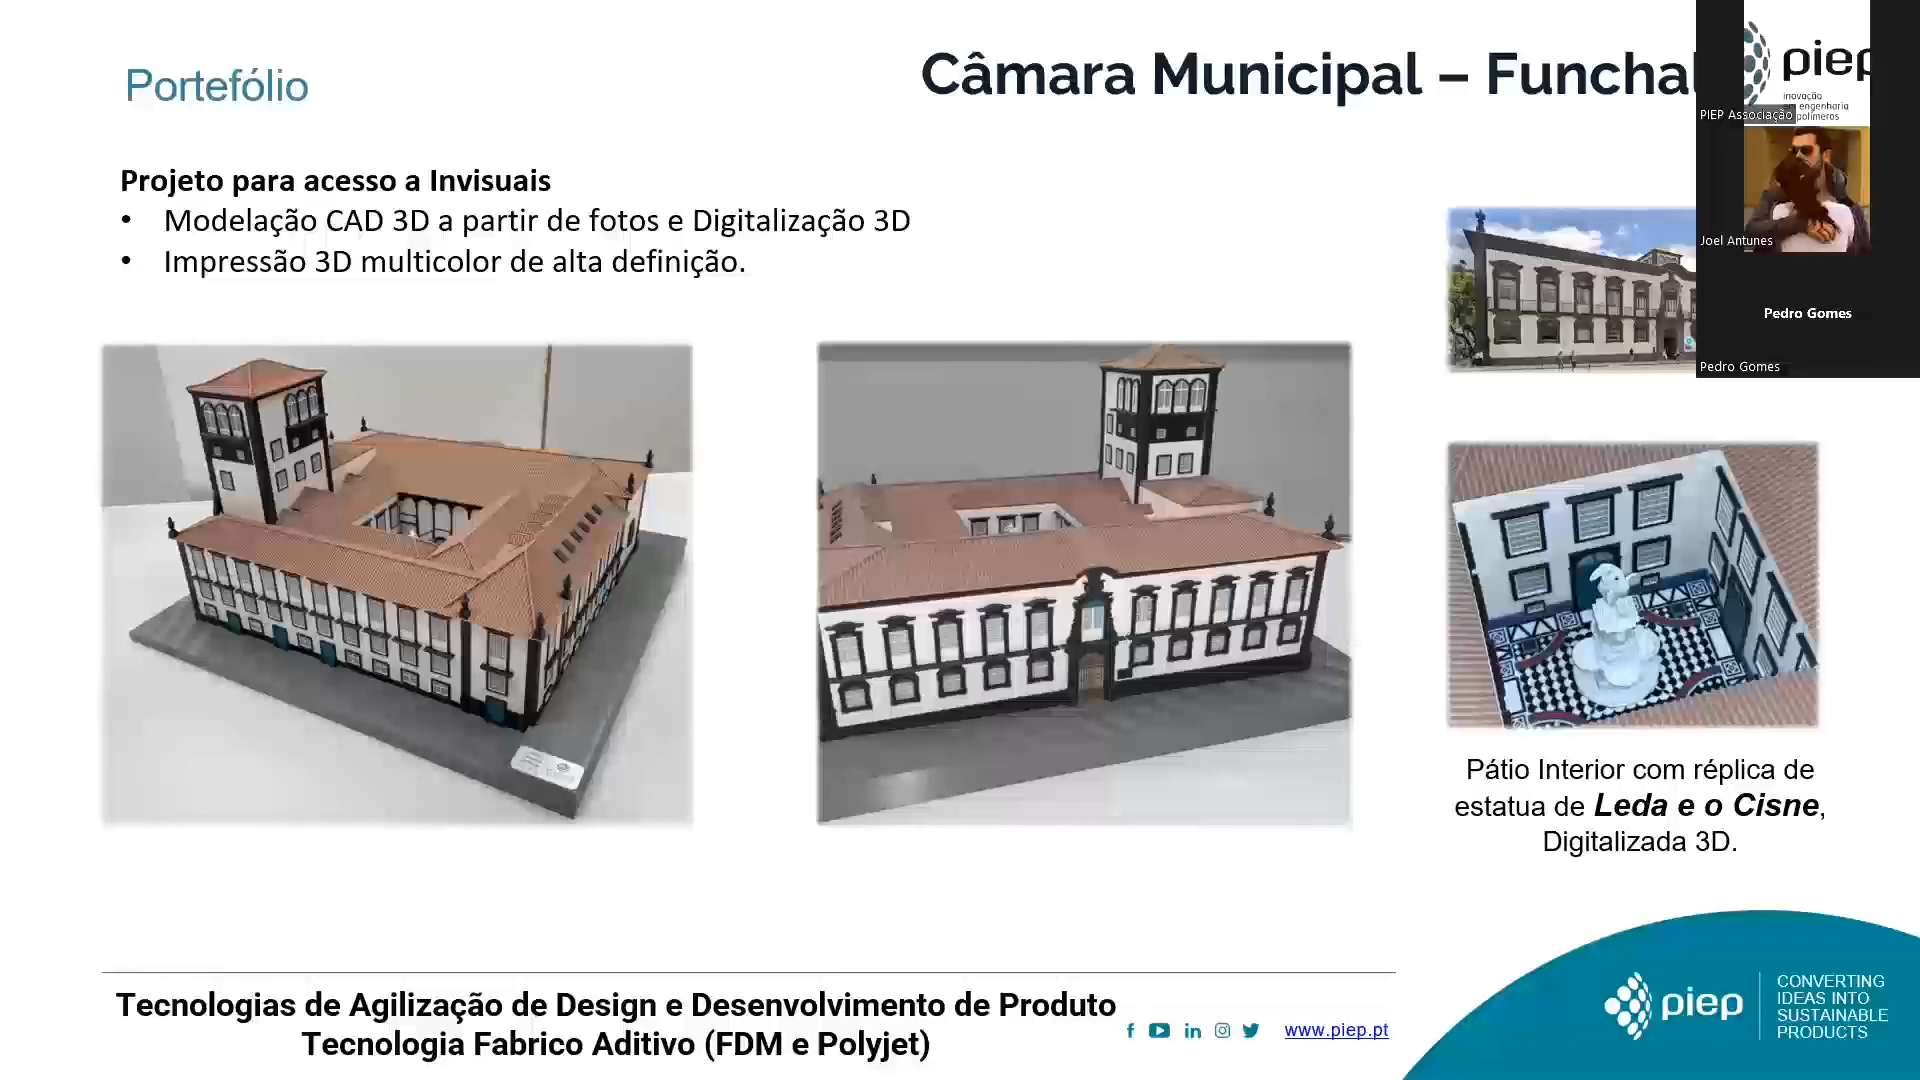 Portefólio
Câmara Municipal – Funchal
piep
inovação
em engenharia
polímeros
PIEP Associação
Joel Antunes
Pedro Gomes
Pedro Gomes
Projeto para acesso a Invisuais
• Modelação CAD 3D a partir de fotos e Digitalização 3D
• Impressão 3D multicolor de alta definição.
Pátio Interior com réplica de
estatua de Leda e o Cisne,
Digitalizada 3D.
Tecnologias de Agilização de Design e Desenvolvimento de Produto
Tecnologia Fabrico Aditivo (FDM e Polyjet)
www.piep.pt
piep
CONVERTING
IDEAS INTO
SUSTAINABLE
PRODUCTS